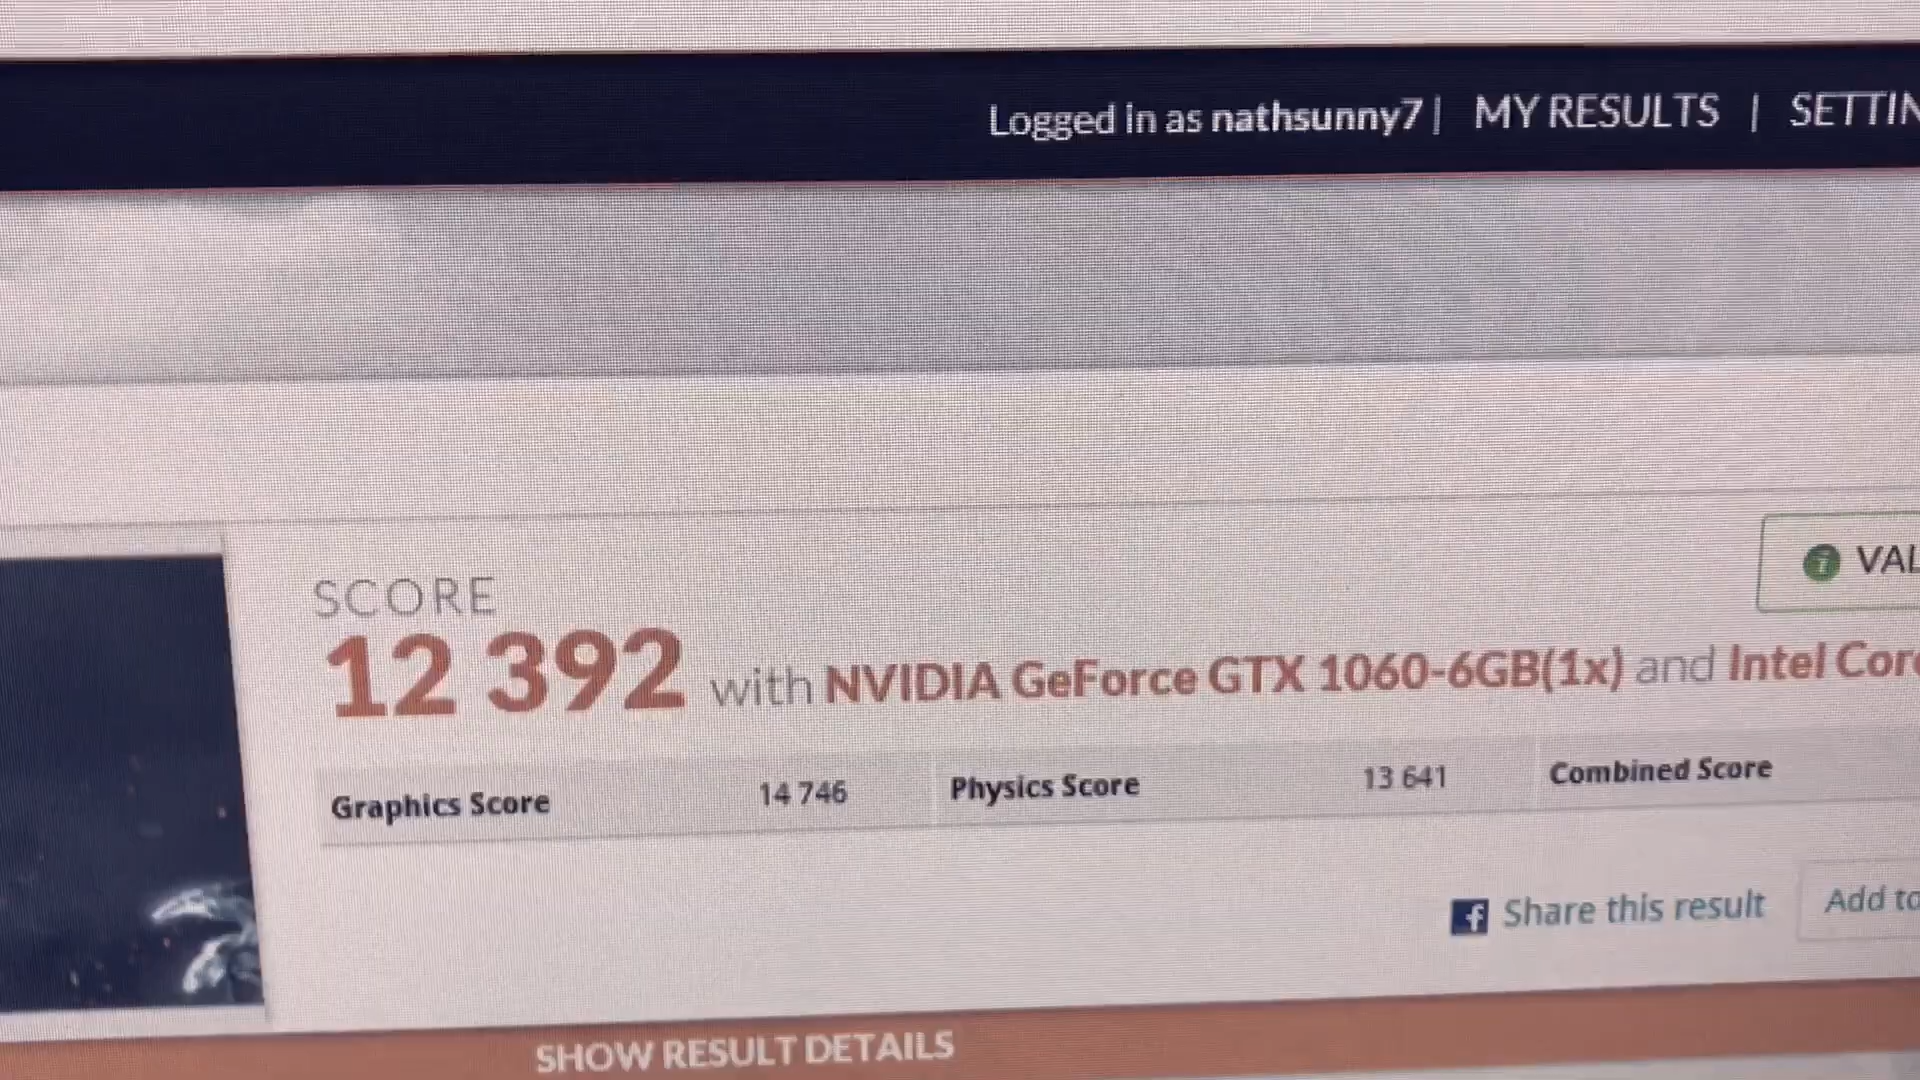 Logged in as nathsunny7 | MY RESULTS | SETTIN
VAL
SCORE
12 392 with NVIDIA GeForce GTX 1060-6GB(1x) and Intel Core
Graphics Score 14 746 Physics Score 13 641 Combined Score
Share this result Add to
SHOW RESULT DETAILS